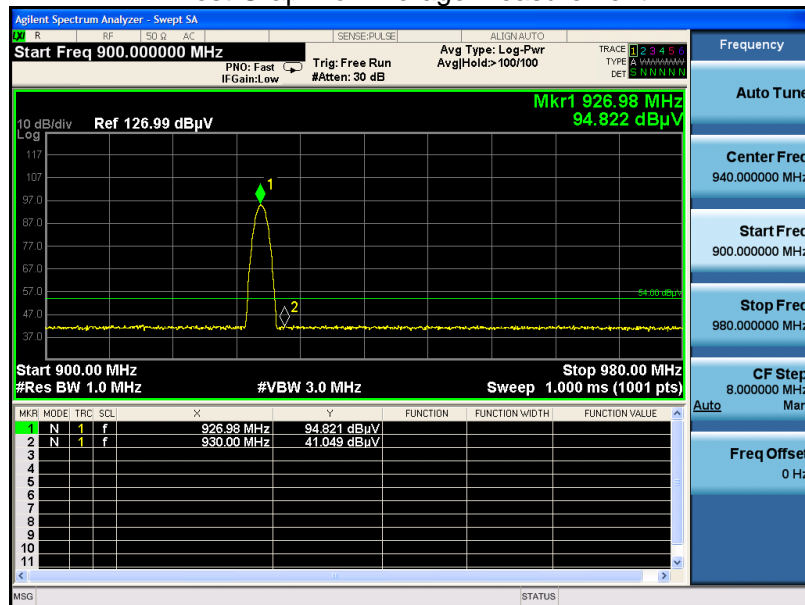 Agilent Spectrum Analyzer - Swept SA
LXI R RF 50 Ω AC SENSE:PULSE ALIGN AUTO
Start Freq 900.000000 MHz
PNO: Fast
IFGain:Low
Trig: Free Run
#Atten: 30 dB
Avg Type: Log-Pwr
Avg|Hold:>100/100
TRACE 1 2 3 4 5 6
TYPE A
DET S N N N N N
Mkr1 926.98 MHz
94.822 dBµV
10 dB/div Ref 126.99 dBµV
Log
117
107
97.0
87.0
77.0
67.0
57.0
47.0
37.0
1
2
54.00 dBµV
Start 900.00 MHz Stop 980.00 MHz
#Res BW 1.0 MHz #VBW 3.0 MHz Sweep 1.000 ms (1001 pts)
MKR MODE TRC SCL X Y FUNCTION FUNCTION WIDTH FUNCTION VALUE
1 N 1 f 926.98 MHz 94.821 dBµV
2 N 1 f 930.00 MHz 41.049 dBµV
3
4
5
6
7
8
9
10
11
MSG STATUS
Frequency
Auto Tune
Center Freq
940.000000 MHz
Start Freq
900.000000 MHz
Stop Freq
980.000000 MHz
CF Step
8.000000 MHz
Auto Man
Freq Offset
0 Hz